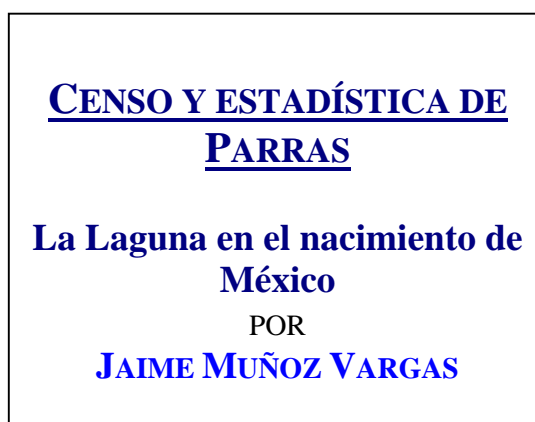 CENSO Y ESTADÍSTICA DE
PARRAS
La Laguna en el nacimiento de
México
POR
JAIME MUÑOZ VARGAS